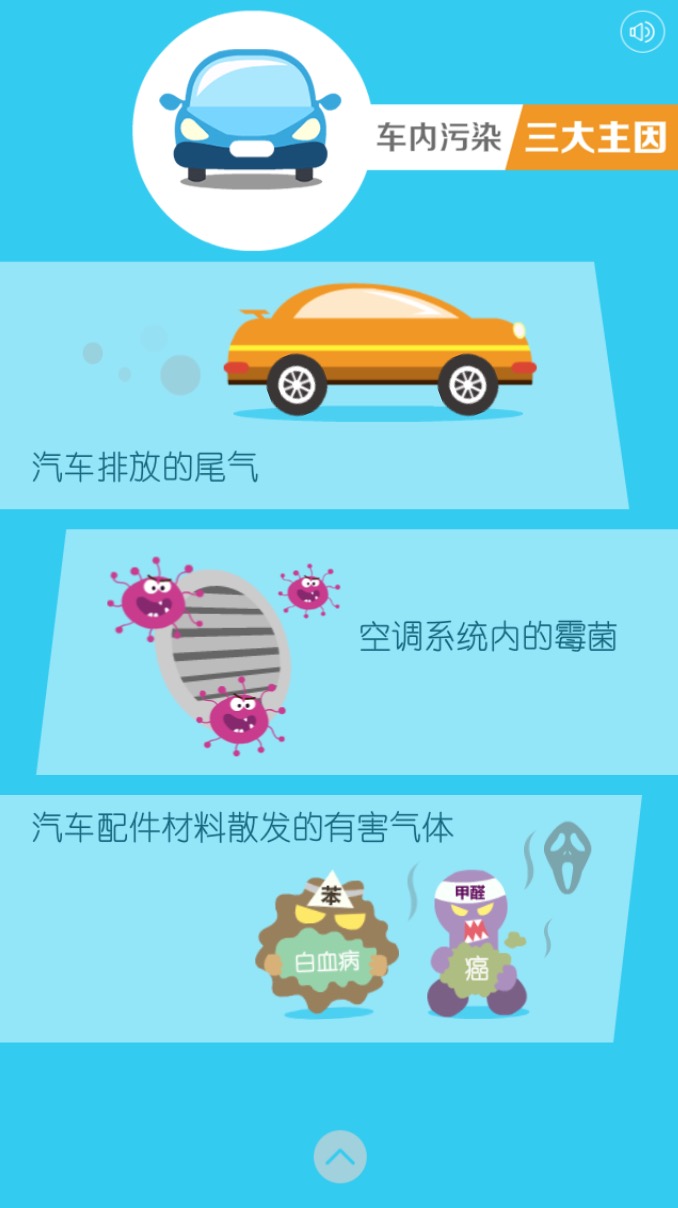 车内污染 三大主因
汽车排放的尾气
空调系统内的霉菌
汽车配件材料散发的有害气体
苯
甲醛
白血病
癌